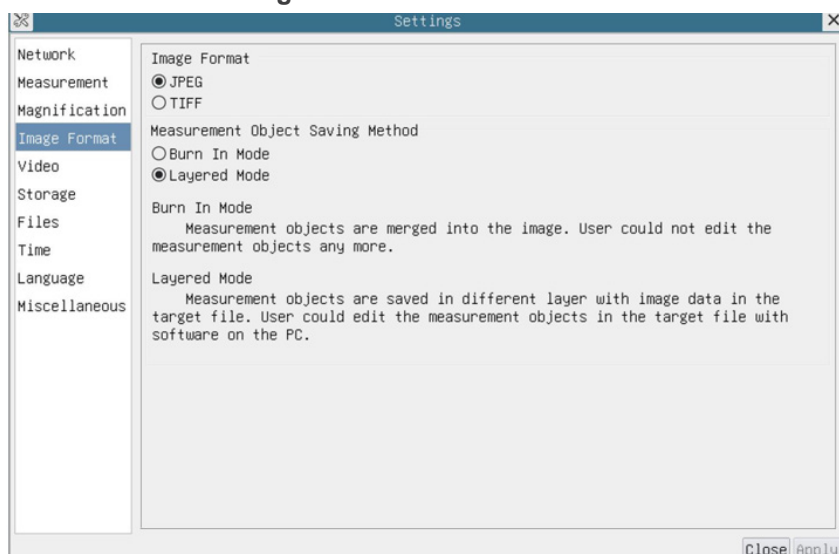 Settings
Network
Measurement
Magnification
Image Format
Video
Storage
Files
Time
Language
Miscellaneous
Image Format
JPEG
TIFF
Measurement Object Saving Method
Burn In Mode
Layered Mode
Burn In Mode
Measurement objects are merged into the image. User could not edit the
measurement objects any more.
Layered Mode
Measurement objects are saved in different layer with image data in the
target file. User could edit the measurement objects in the target file with
software on the PC.
Close Apply